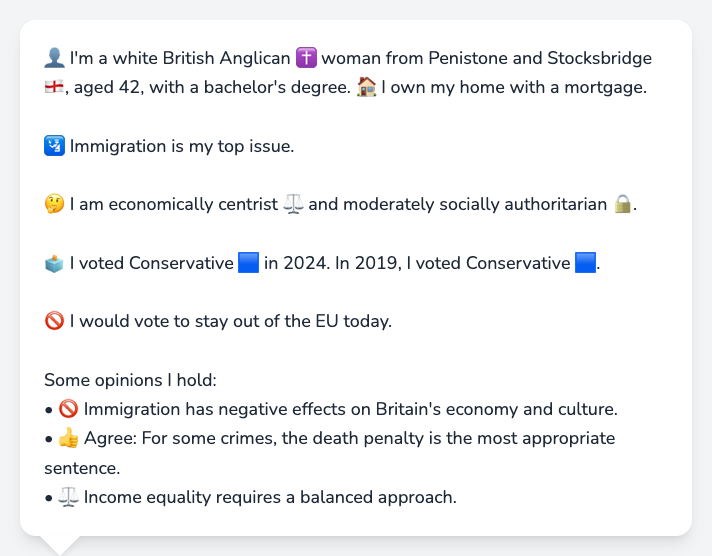 👤 I'm a white British Anglican ✝️ woman from Penistone and Stocksbridge
🏴󠁧󠁢󠁥󠁮󠁧󠁿, aged 42, with a bachelor's degree. 🏠 I own my home with a mortgage.
🛂 Immigration is my top issue.
🤔 I am economically centrist ⚖️ and moderately socially authoritarian 🔒.
🗳️ I voted Conservative 🟦 in 2024. In 2019, I voted Conservative 🟦.
🚫 I would vote to stay out of the EU today.
Some opinions I hold:
• 🚫 Immigration has negative effects on Britain's economy and culture.
• 👍 Agree: For some crimes, the death penalty is the most appropriate
sentence.
• ⚖️ Income equality requires a balanced approach.